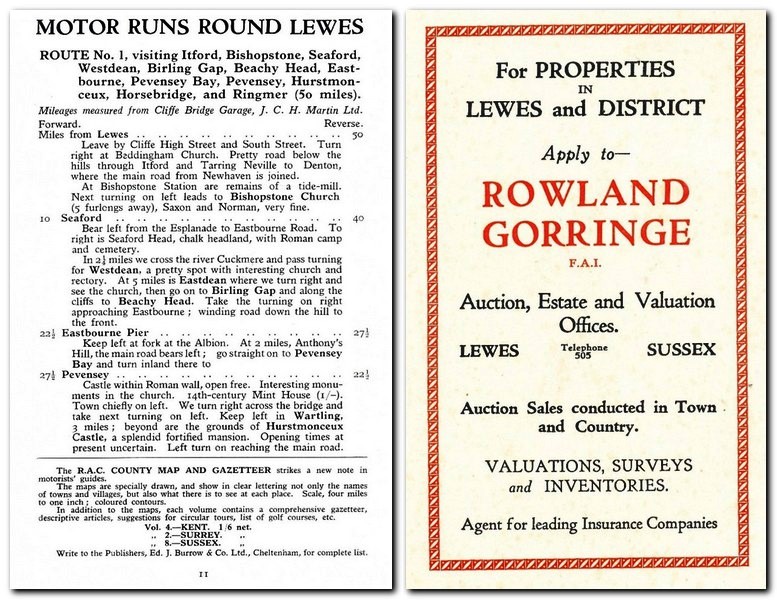 MOTOR RUNS ROUND LEWES
ROUTE No. 1, visiting Itford, Bishopstone, Seaford,
Westdean, Birling Gap, Beachy Head, East-
bourne, Pevensey Bay, Pevensey, Hurstmon-
ceux, Horsebridge, and Ringmer (50 miles).
Mileages measured from Cliffe Bridge Garage, J. C. H. Martin Ltd.
Forward. Reverse.
Miles from Lewes .. .. .. .. .. .. .. .. .. .. 50
Leave by Cliffe High Street and South Street. Turn
right at Beddingham Church. Pretty road below the
hills through Itford and Tarring Neville to Denton,
where the main road from Newhaven is joined.
At Bishopstone Station are remains of a tide-mill.
Next turning on left leads to Bishopstone Church
(5 furlongs away), Saxon and Norman, very fine.
10 Seaford .. .. .. .. .. .. .. .. .. .. 40
Bear left from the Esplanade to Eastbourne Road. To
right is Seaford Head, chalk headland, with Roman camp
and cemetery.
In 2½ miles we cross the river Cuckmere and pass turning
for Westdean, a pretty spot with interesting church and
rectory. At 5 miles is Eastdean where we turn right and
see the church, then go on to Birling Gap and along the
cliffs to Beachy Head. Take the turning on right
approaching Eastbourne; winding road down the hill to
the front.
22½ Eastbourne Pier .. .. .. .. .. .. .. .. 27½
Keep left at fork at the Albion. At 2 miles, Anthony's
Hill, the main road bears left; go straight on to Pevensey
Bay and turn inland there to
27½ Pevensey .. .. .. .. .. .. .. .. .. .. 22½
Castle within Roman wall, open free. Interesting monu-
ments in the church. 14th-century Mint House (1/-).
Town chiefly on left. We turn right across the bridge and
take next turning on left. Keep left in Wartling,
3 miles; beyond are the grounds of Hurstmonceux
Castle, a splendid fortified mansion. Opening times at
present uncertain. Left turn on reaching the main road.
The R.A.C. COUNTY MAP AND GAZETTEER strikes a new note in
motorists' guides.
The maps are specially drawn, and show in clear lettering not only the names
of towns and villages, but also what there is to see at each place. Scale, four miles
to one inch; coloured contours.
In addition to the maps, each volume contains a comprehensive gazetteer,
descriptive articles, suggestions for circular tours, list of golf courses, etc.
Vol. 4.—KENT. 1/6 net.
„ 2.—SURREY. „
„ 8.—SUSSEX. „
Write to the Publishers, Ed. J. Burrow & Co. Ltd., Cheltenham, for complete list.
11
For PROPERTIES
IN
LEWES and DISTRICT
Apply to—
ROWLAND
GORRINGE
F.A.I.
Auction, Estate and Valuation
Offices.
LEWES Telephone 505 SUSSEX
Auction Sales conducted in Town
and Country.
VALUATIONS, SURVEYS
and INVENTORIES.
Agent for leading Insurance Companies